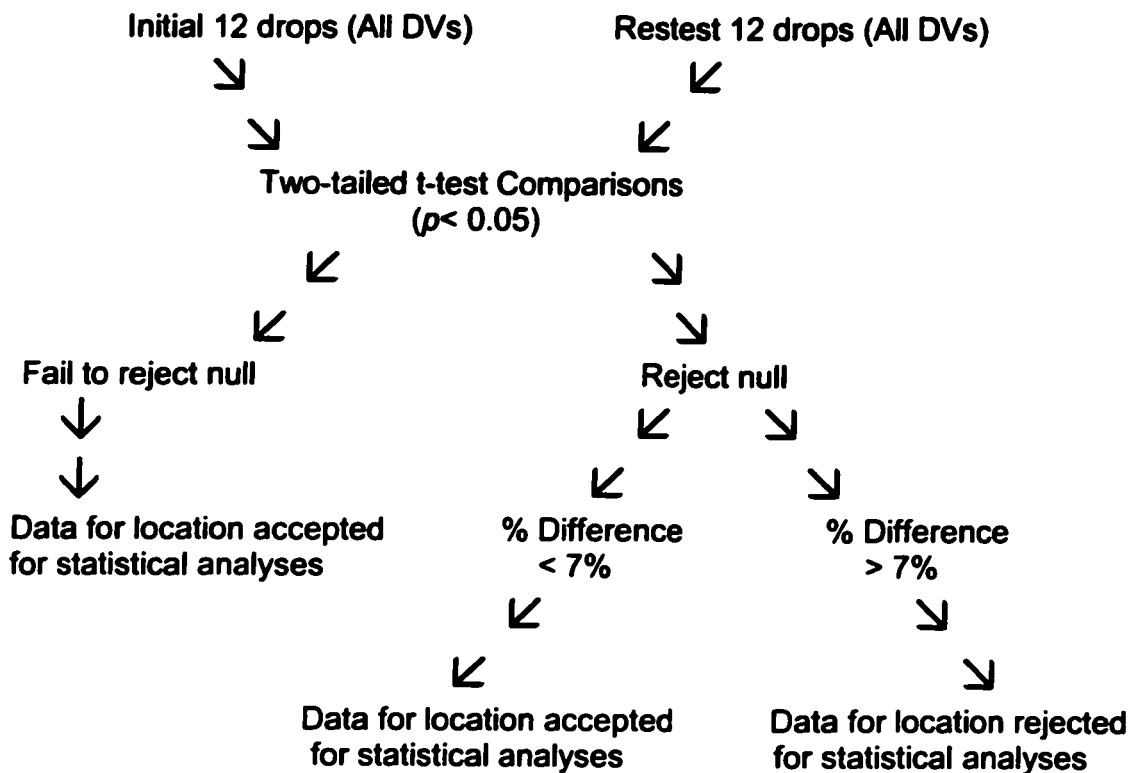 Initial 12 drops (All DVs)
Restest 12 drops (All DVs)
Two-tailed t-test Comparisons
(p< 0.05)
Fail to reject null
Reject null
Data for location accepted
for statistical analyses
% Difference
< 7%
% Difference
> 7%
Data for location accepted
for statistical analyses
Data for location rejected
for statistical analyses